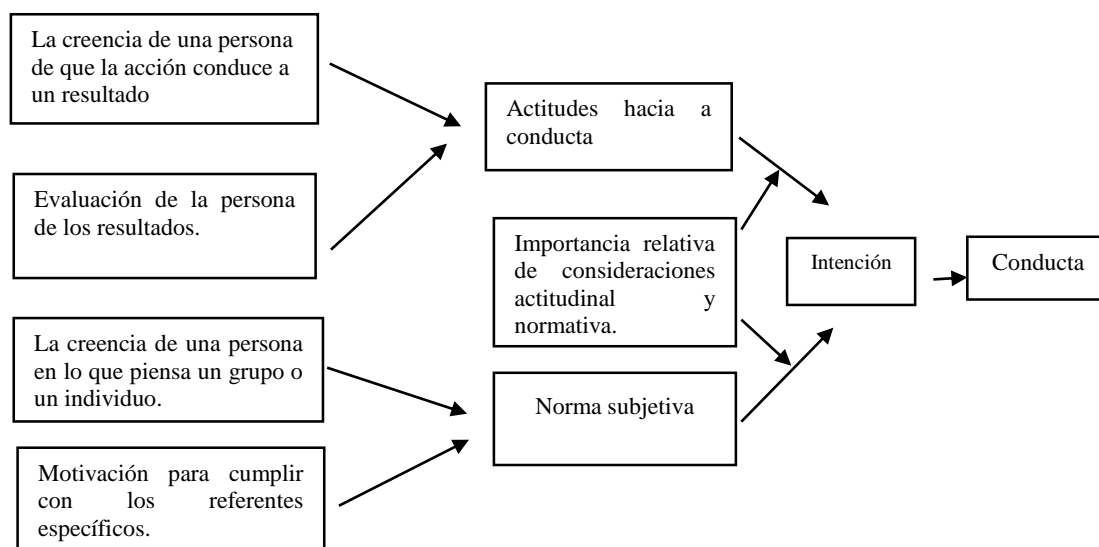 La creencia de una persona
de que la acción conduce a
un resultado
Evaluación de la persona
de los resultados.
La creencia de una persona
en lo que piensa un grupo o
un individuo.
Motivación para cumplir
con los referentes
específicos.
Actitudes hacia a
conducta
Importancia relativa
de consideraciones
actitudinal y
normativa.
Norma subjetiva
Intención
Conducta